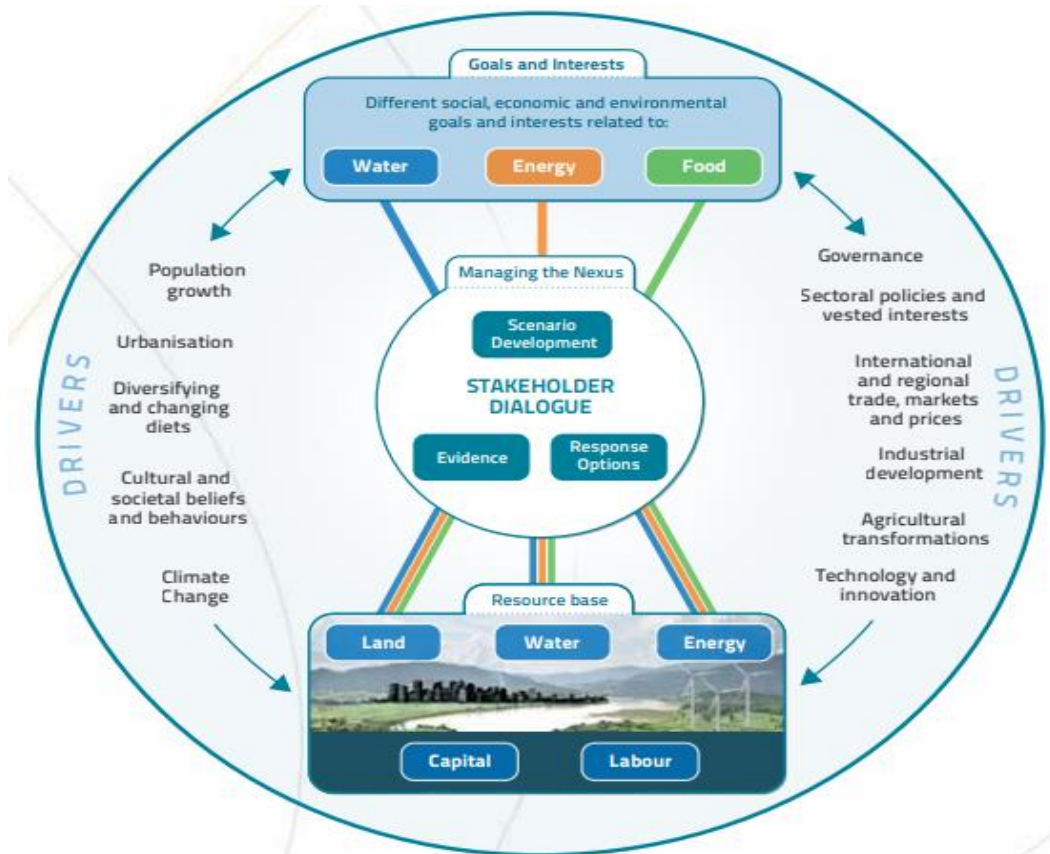 Goals and Interests
Different social, economic and environmental
goals and interests related to:
Water
Energy
Food
Population
growth
Urbanisation
Diversifying
and changing
diets
Cultural and
societal beliefs
and behaviours
Climate
Change
DRIVERS
Managing the Nexus
Scenario
Development
STAKEHOLDER
DIALOGUE
Evidence
Response
Options
Governance
Sectoral policies and
vested interests
International
and regional
trade, markets
and prices
Industrial
development
Agricultural
transformations
Technology and
innovation
DRIVERS
Resource base
Land
Water
Energy
Capital
Labour